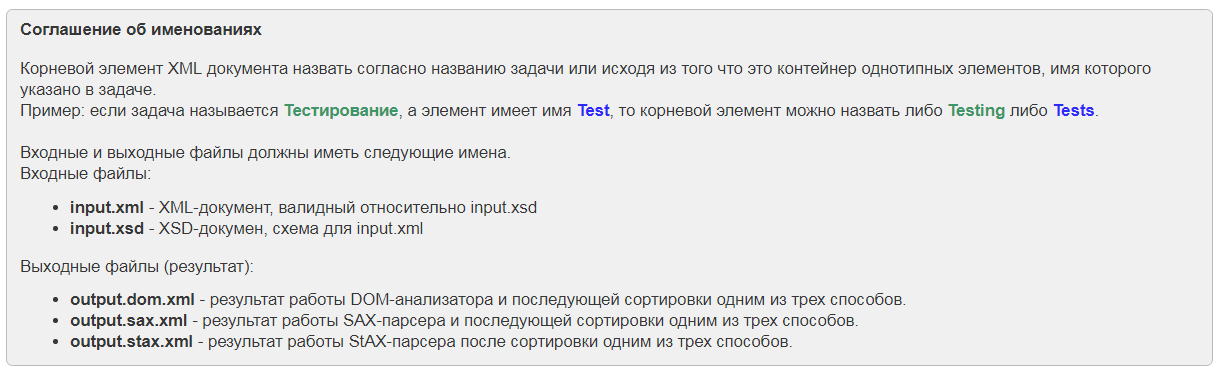 Соглашение об именованиях
Корневой элемент XML документа назвать согласно названию задачи или исходя из того что это контейнер однотипных элементов, имя которого
указано в задаче.
Пример: если задача называется Тестирование, а элемент имеет имя Test, то корневой элемент можно назвать либо Testing либо Tests.
Входные и выходные файлы должны иметь следующие имена.
Входные файлы:
• input.xml - XML-документ, валидный относительно input.xsd
• input.xsd - XSD-докумен, схема для input.xml
Выходные файлы (результат):
• output.dom.xml - результат работы DOM-анализатора и последующей сортировки одним из трех способов.
• output.sax.xml - результат работы SAX-парсера и последующей сортировки одним из трех способов.
• output.stax.xml - результат работы StAX-парсера после сортировки одним из трех способов.